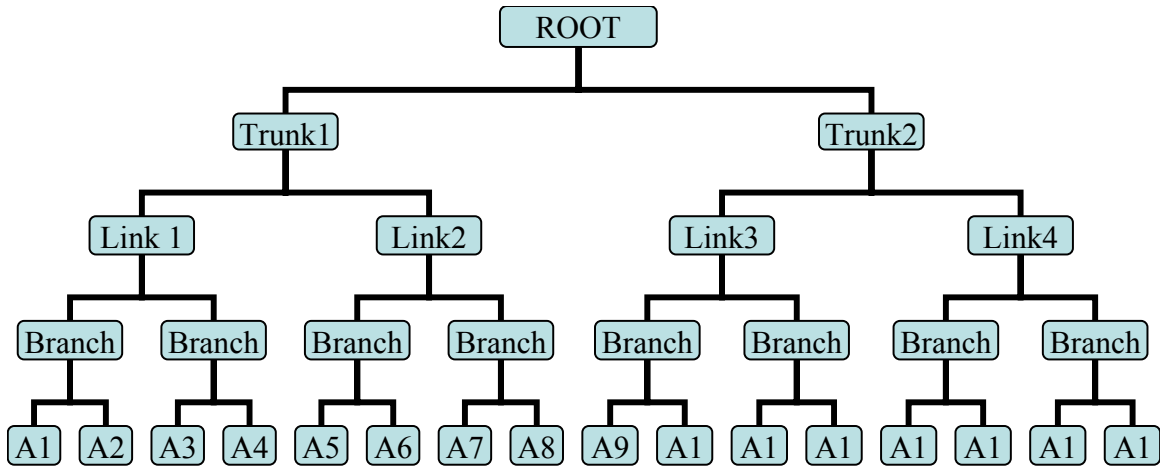 ROOT
Trunk1 Trunk2
Link 1 Link2 Link3 Link4
Branch Branch Branch Branch Branch Branch Branch Branch
A1 A2 A3 A4 A5 A6 A7 A8 A9 A1 A1 A1 A1 A1 A1 A1